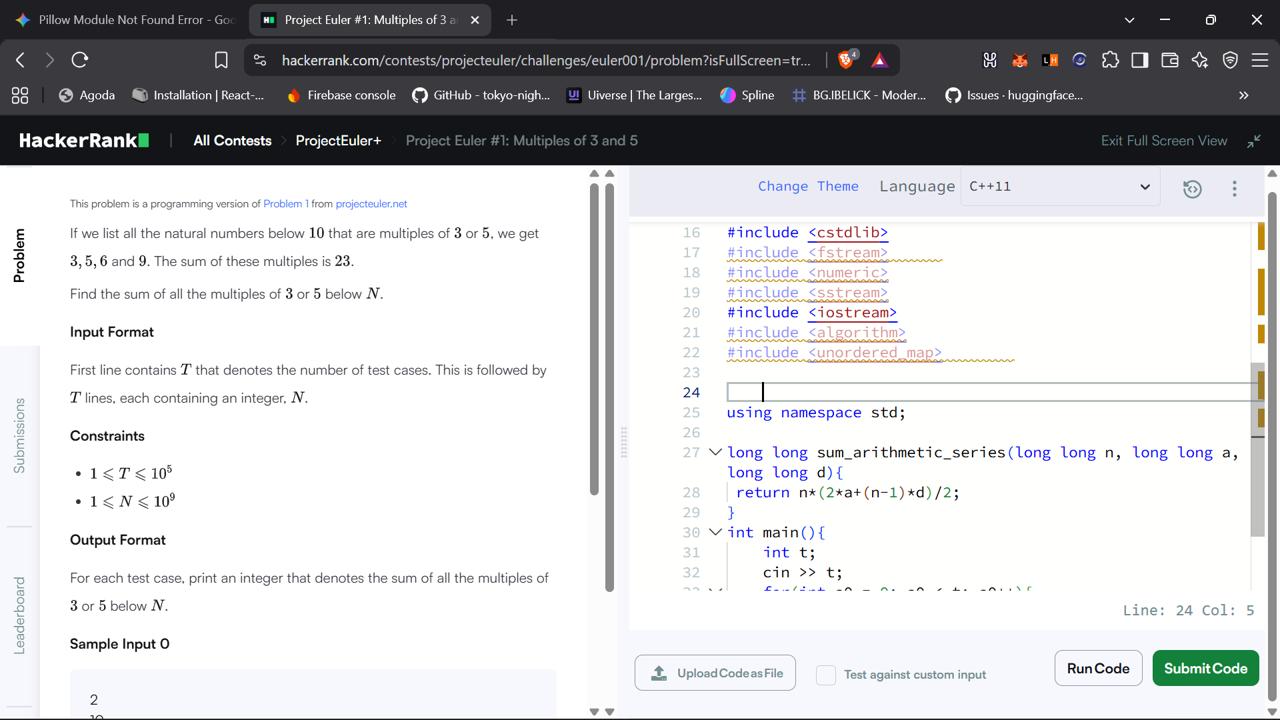 Pillow Module Not Found Error - Goo
Project Euler #1: Multiples of 3 a
hackerrank.com/contests/projecteuler/challenges/euler001/problem?isFullScreen=tr...
4
Agoda
Installation | React-...
Firebase console
GitHub - tokyo-nigh...
Uiverse | The Larges...
Spline
BG.IBELICK - Moder...
Issues · huggingface...
HackerRank
All Contests
ProjectEuler+
Project Euler #1: Multiples of 3 and 5
Exit Full Screen View
Problem
Submissions
Leaderboard
This problem is a programming version of Problem 1 from projecteuler.net
If we list all the natural numbers below 10 that are multiples of 3 or 5, we get
3, 5, 6 and 9. The sum of these multiples is 23.
Find the sum of all the multiples of 3 or 5 below N.
Input Format
First line contains T that denotes the number of test cases. This is followed by
T lines, each containing an integer, N.
Constraints
• 1 ⩽ T ⩽ 10⁵
• 1 ⩽ N ⩽ 10⁹
Output Format
For each test case, print an integer that denotes the sum of all the multiples of
3 or 5 below N.
Sample Input 0
2
10
Change Theme
Language
C++11
16 #include <cstdlib>
17 #include <fstream>
18 #include <numeric>
19 #include <sstream>
20 #include <iostream>
21 #include <algorithm>
22 #include <unordered_map>
23
24
25 using namespace std;
26
27 long long sum_arithmetic_series(long long n, long long a,
long long d){
28 return n*(2*a+(n-1)*d)/2;
29 }
30 int main(){
31 int t;
32 cin >> t;
33 for(int a0 = 0; a0 < t; a0++){
Line: 24 Col: 5
Upload Code as File
Test against custom input
Run Code
Submit Code